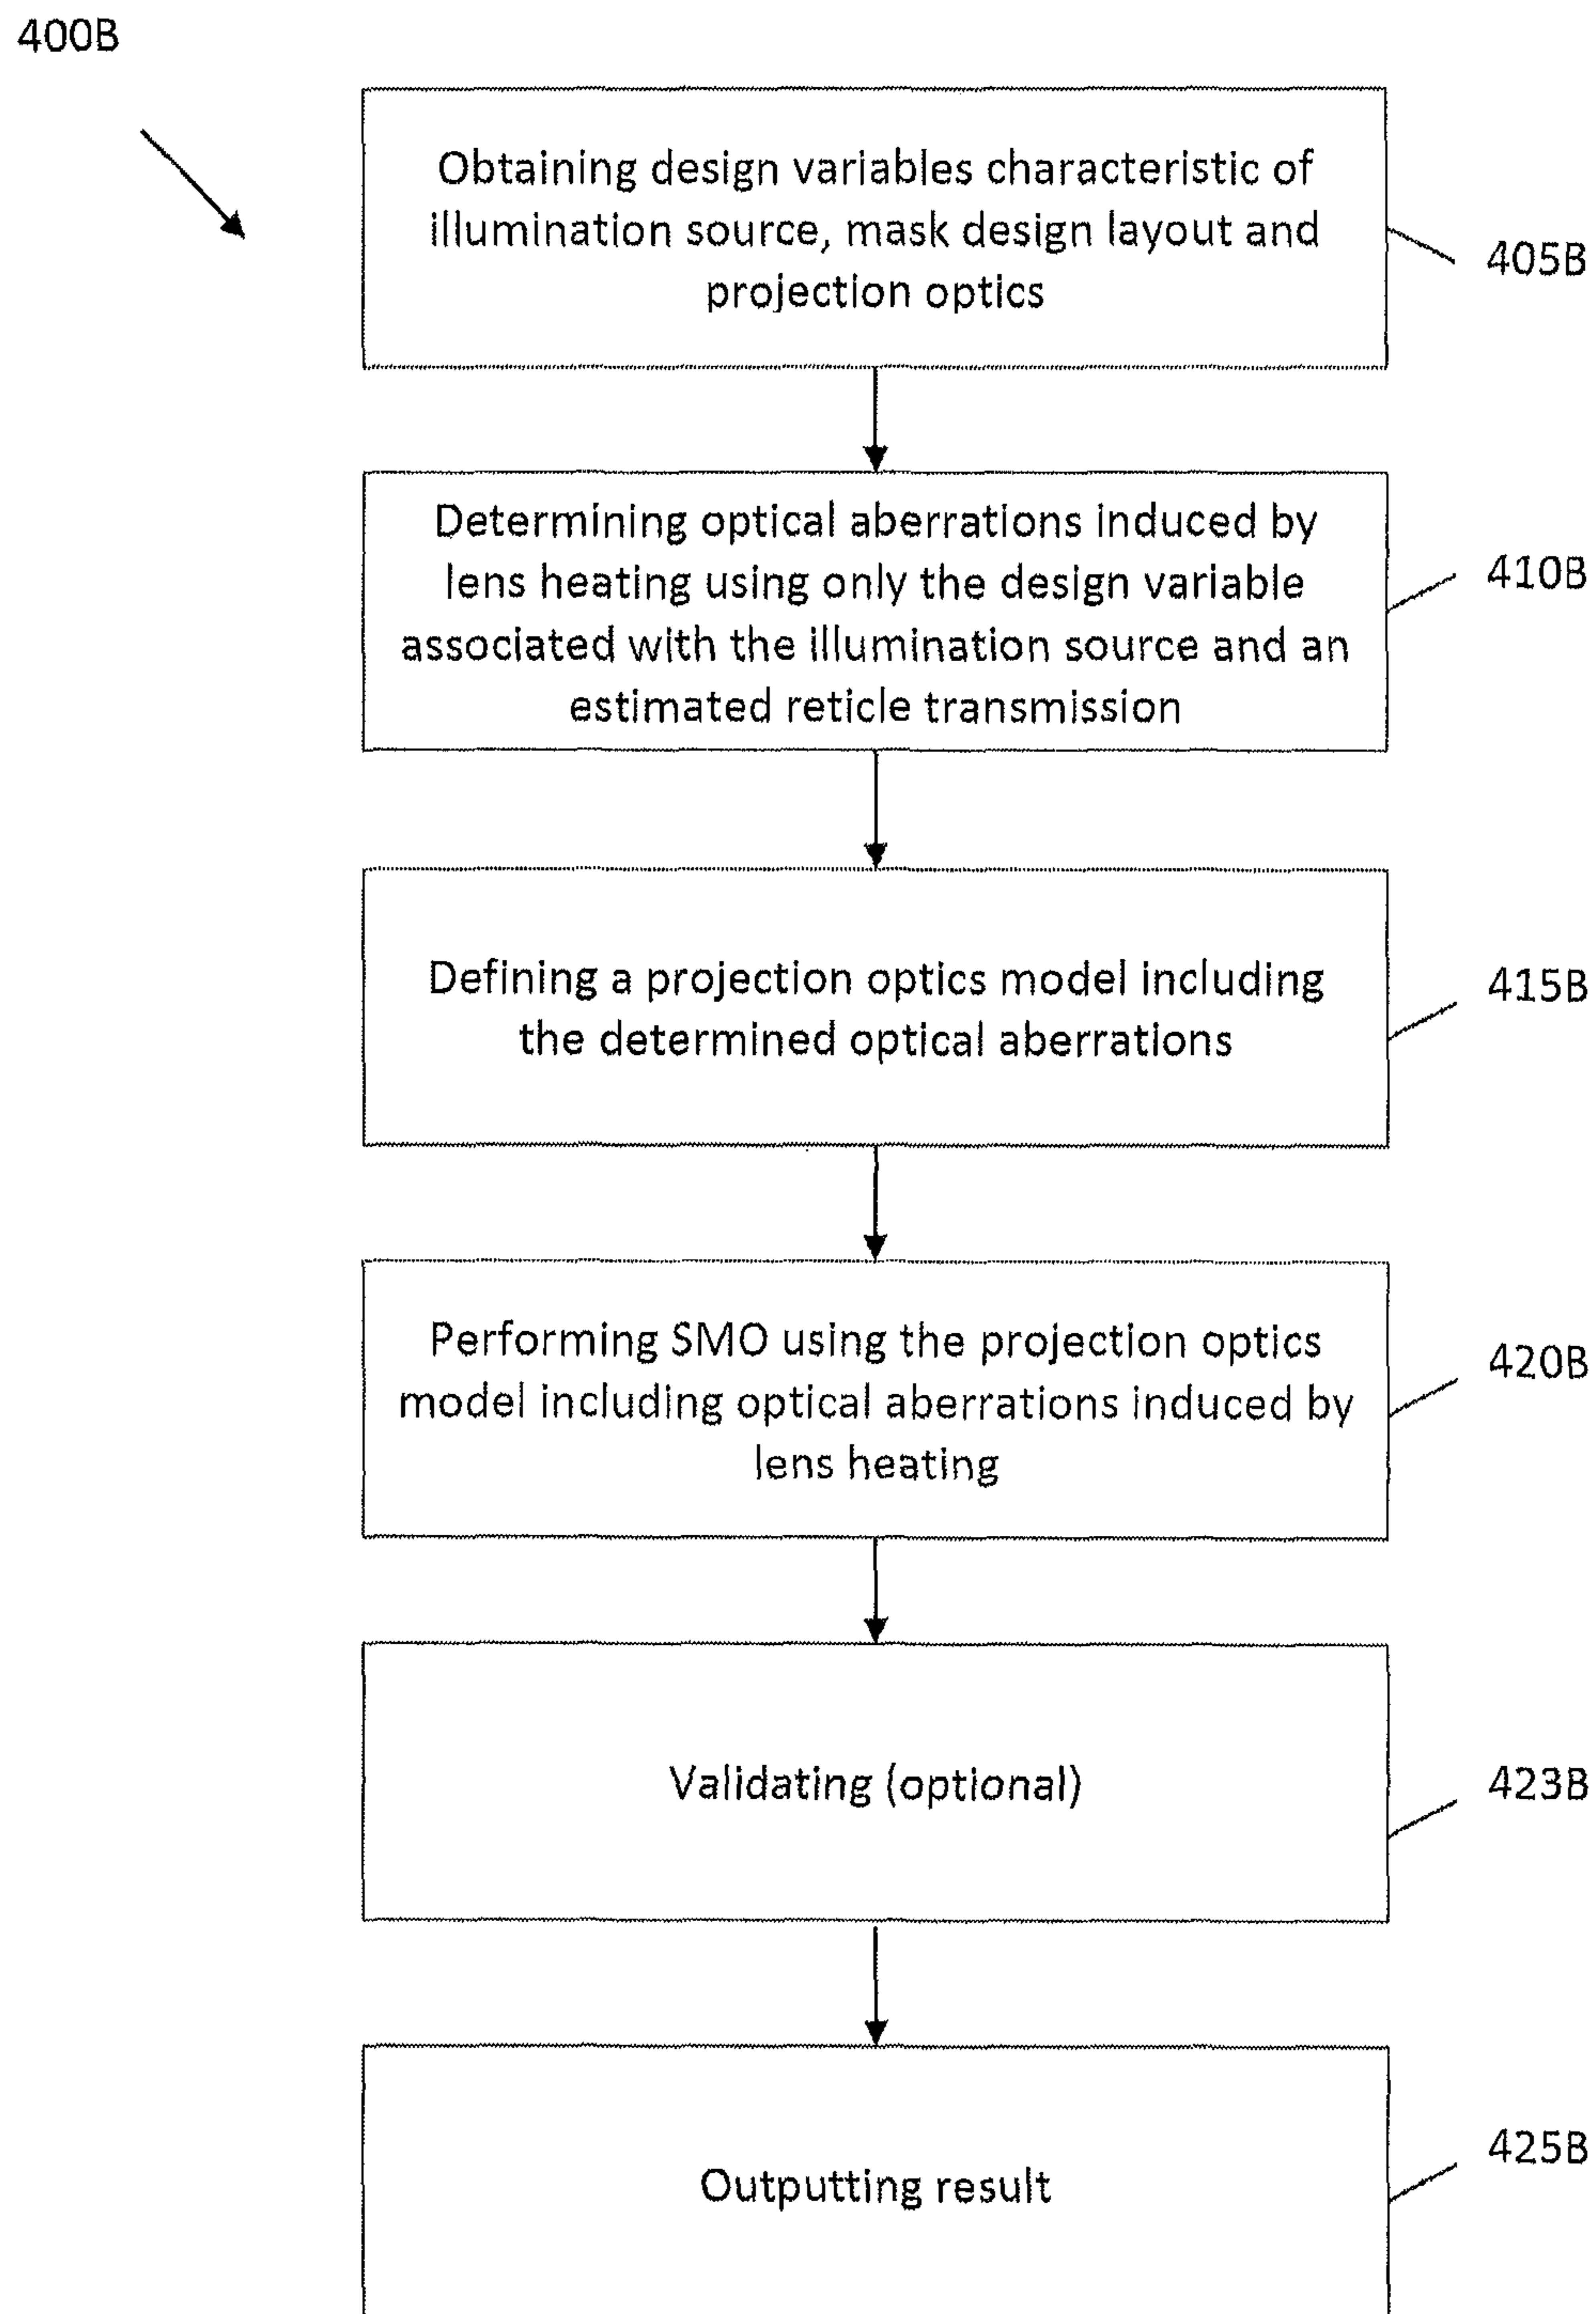 400B
Obtaining design variables characteristic of
illumination source, mask design layout and
projection optics
405B
Determining optical aberrations induced by
lens heating using only the design variable
associated with the illumination source and an
estimated reticle transmission
410B
Defining a projection optics model including
the determined optical aberrations
415B
Performing SMO using the projection optics
model including optical aberrations induced by
lens heating
420B
Validating (optional)
423B
Outputting result
425B